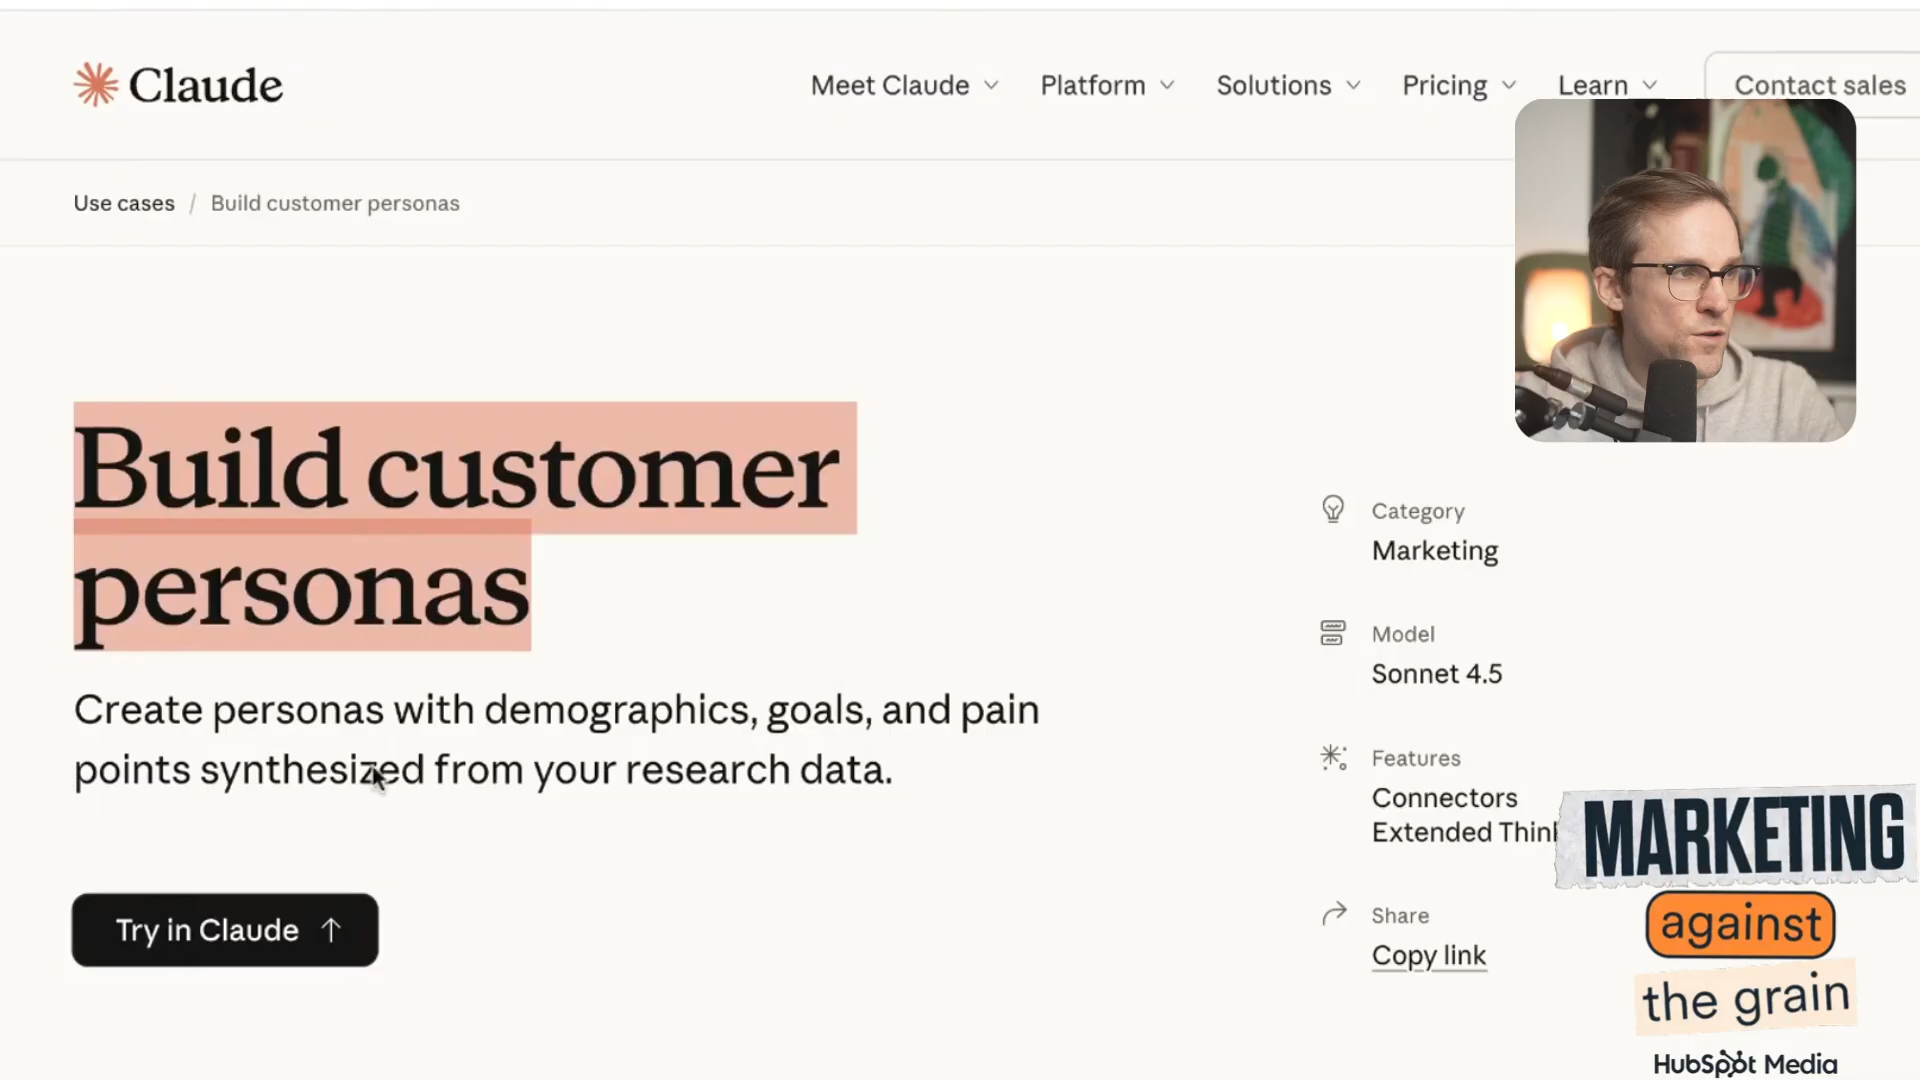 Claude
Meet Claude
Platform
Solutions
Pricing
Learn
Contact sales
Use cases / Build customer personas
Build customer
personas
Create personas with demographics, goals, and pain
points synthesized from your research data.
Try in Claude
Category
Marketing
Model
Sonnet 4.5
Features
Connectors
Extended
Share
Copy link
MARKETING
against
the grain
HubSpot Media